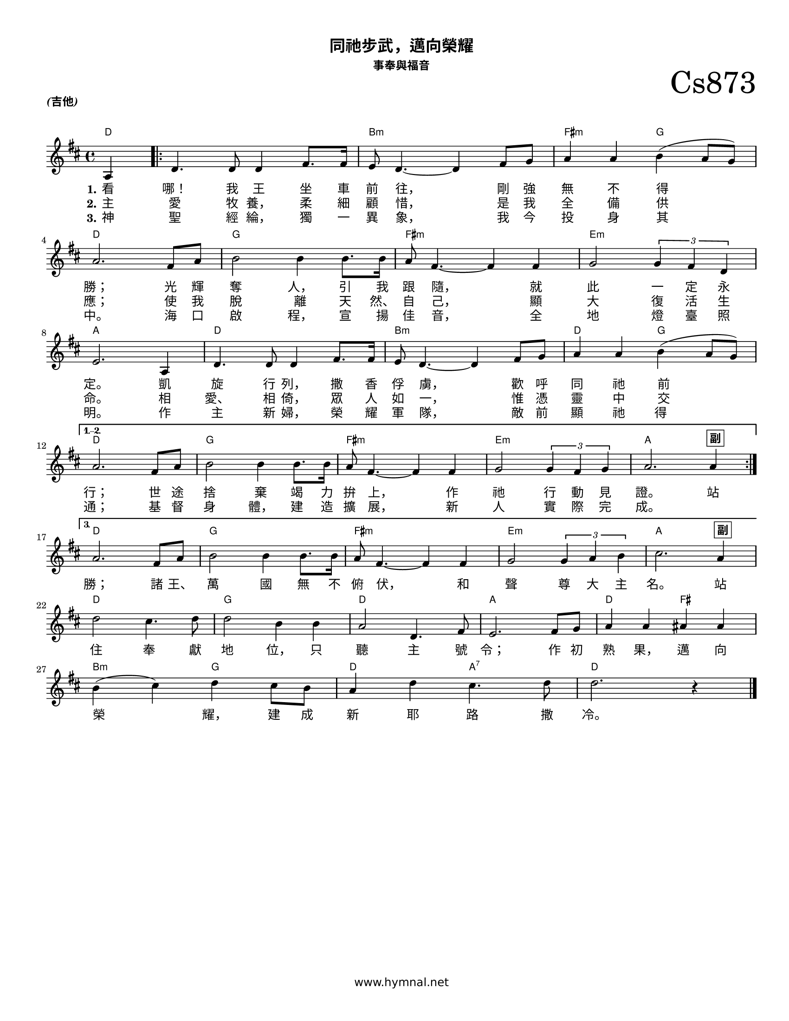 同祂步武，邁向榮耀
事奉與福音
Cs873
(吉他)
D Bm F♯m G
1. 看 哪！ 我 王 坐 車 前 往， 剛 強 無 不 得
2. 主 愛 牧 養， 柔 細 顧 惜， 是 我 全 備 供
3. 神 聖 經 綸， 獨 一 異 象， 我 今 投 身 其
4 D G F♯m Em 3
勝； 光 輝 奪 人， 引 我 跟 隨， 就 此 一 定 永
應； 使 我 脫 離 天 然、 自 己， 顯 大 復 活 生
中。 海 口 啟 程， 宣 揚 佳 音， 全 地 燈 臺 照
8 A D Bm D G
定。 凱 旋 行 列， 撒 香 俘 虜， 歡 呼 同 祂 前
命。 相 愛、 相 倚， 眾 人 如 一， 惟 憑 靈 中 交
明。 作 主 新 婦， 榮 耀 軍 隊， 敵 前 顯 祂 得
1.-2.
12 D G F♯m Em 3 A 副
行； 世 途 捨 棄 竭 力 拚 上， 作 祂 行 動 見 證。 站
通； 基 督 身 體， 建 造 擴 展， 新 人 實 際 完 成。
3.
17 D G F♯m Em 3 A 副
勝； 諸 王、 萬 國 無 不 俯 伏， 和 聲 尊 大 主 名。 站
22 D G D A D F♯
住 奉 獻 地 位， 只 聽 主 號 令； 作 初 熟 果， 邁 向
27 Bm G D A7 D
榮 耀， 建 成 新 耶 路 撒 冷。
www.hymnal.net